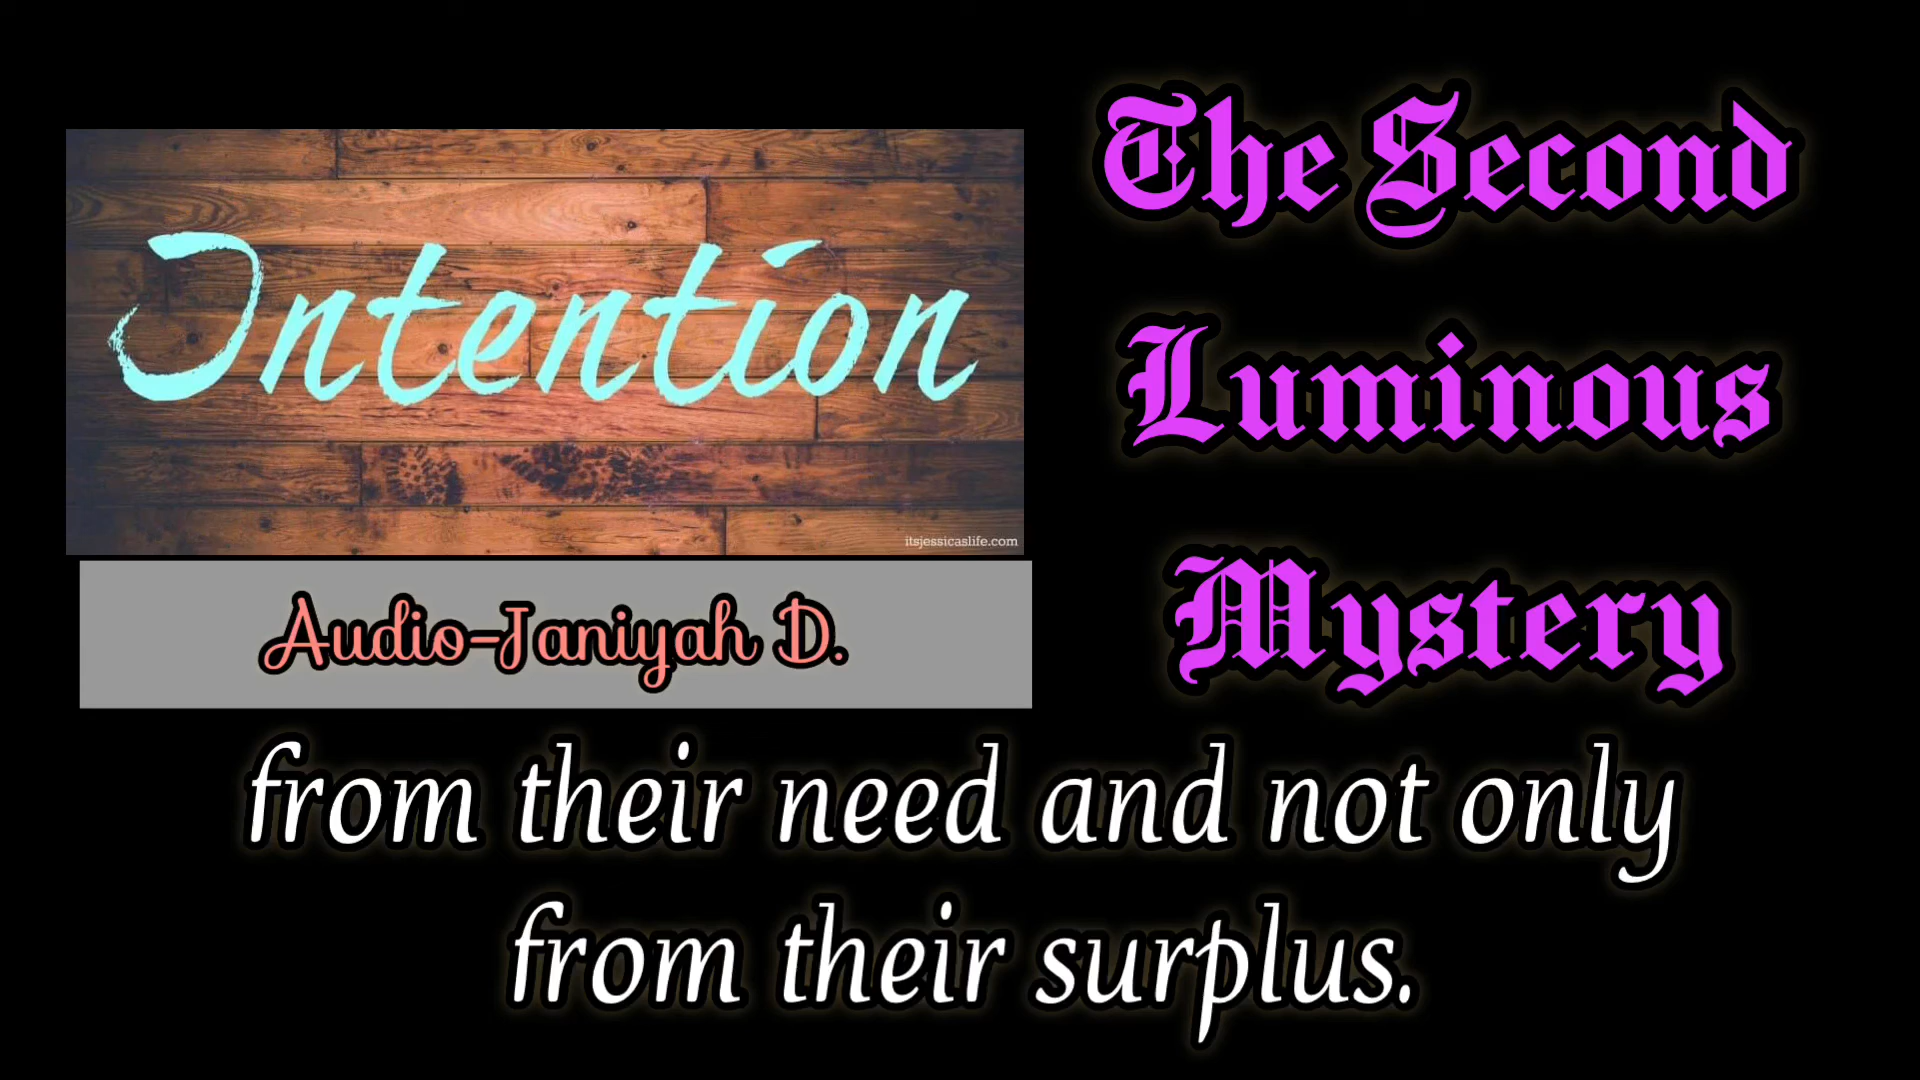 Intention
itsjessicaslife.com
Audio-Janiyah D.
The Second
Luminous
Mystery
from their need and not only
from their surplus.